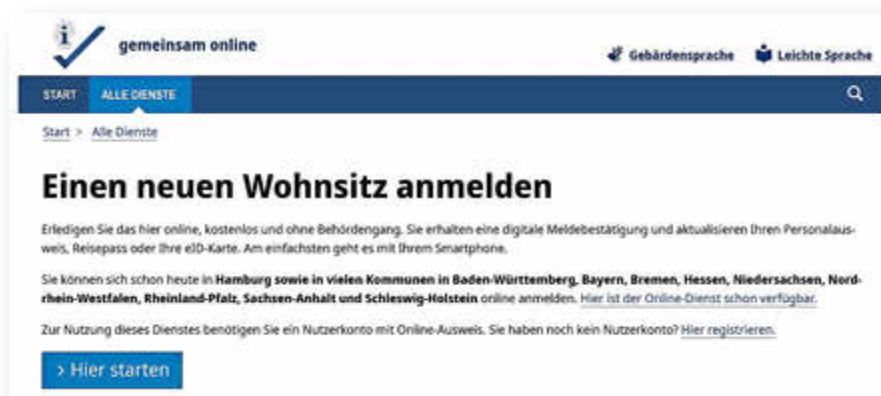 i
gemeinsam online
Gebärdensprache Leichte Sprache
START ALLE DIENSTE
Start > Alle Dienste
Einen neuen Wohnsitz anmelden
Erledigen Sie das hier online, kostenlos und ohne Behördengang. Sie erhalten eine digitale Meldebestätigung und aktualisieren Ihren Personalaus-
weis, Reisepass oder Ihre eID-Karte. Am einfachsten geht es mit Ihrem Smartphone.
Sie können sich schon heute in Hamburg sowie in vielen Kommunen in Baden-Württemberg, Bayern, Bremen, Hessen, Niedersachsen, Nord-
rhein-Westfalen, Rheinland-Pfalz, Sachsen-Anhalt und Schleswig-Holstein online anmelden. Hier ist der Online-Dienst schon verfügbar.
Zur Nutzung dieses Dienstes benötigen Sie ein Nutzerkonto mit Online-Ausweis. Sie haben noch kein Nutzerkonto? Hier registrieren.
> Hier starten